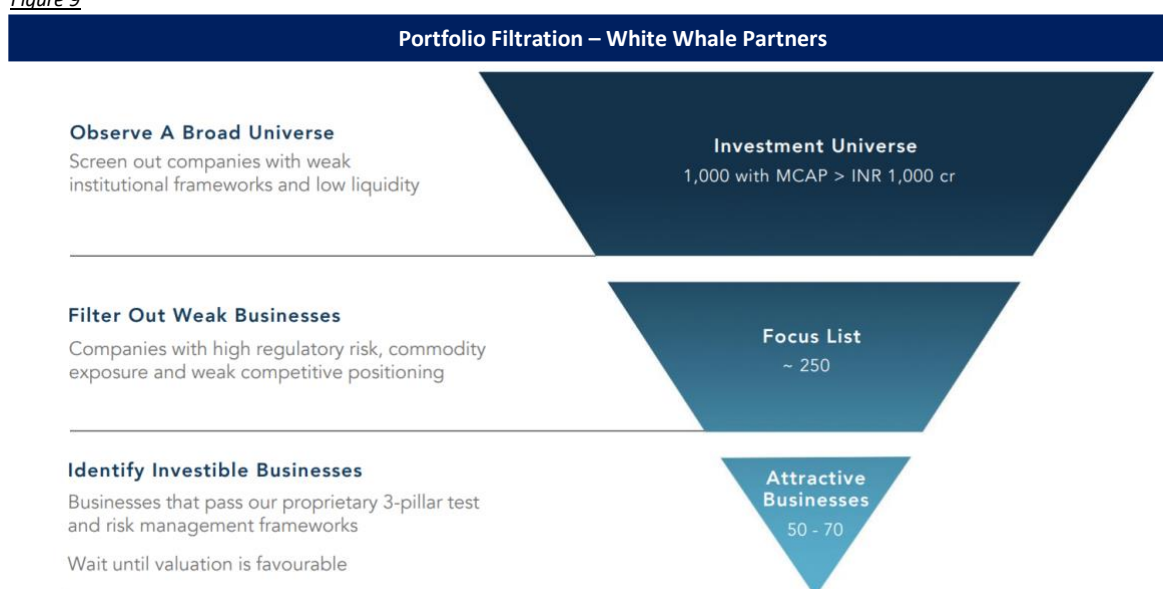 Figure 9
Portfolio Filtration – White Whale Partners
Observe A Broad Universe
Screen out companies with weak
institutional frameworks and low liquidity
Investment Universe
1,000 with MCAP > INR 1,000 cr
Filter Out Weak Businesses
Companies with high regulatory risk, commodity
exposure and weak competitive positioning
Focus List
~ 250
Identify Investible Businesses
Businesses that pass our proprietary 3-pillar test
and risk management frameworks
Wait until valuation is favourable
Attractive
Businesses
50 - 70